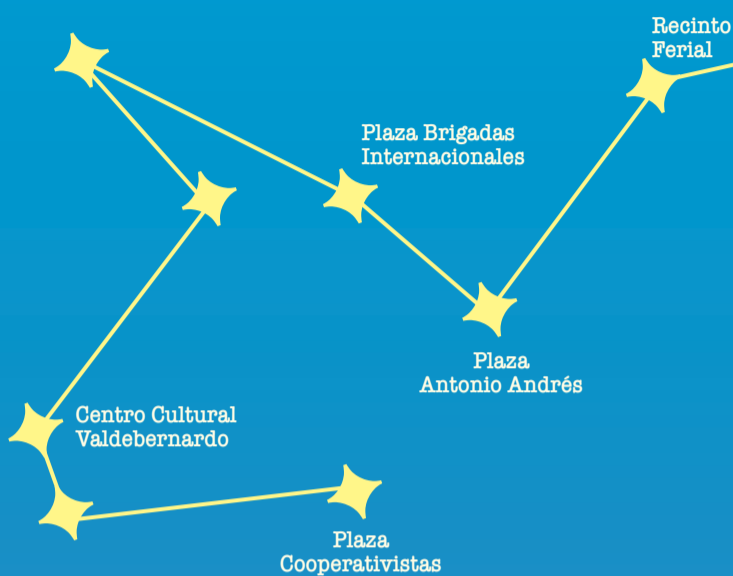 Recinto
Ferial
Plaza Brigadas
Internacionales
Plaza
Antonio Andrés
Centro Cultural
Valdebernardo
Plaza
Cooperativistas